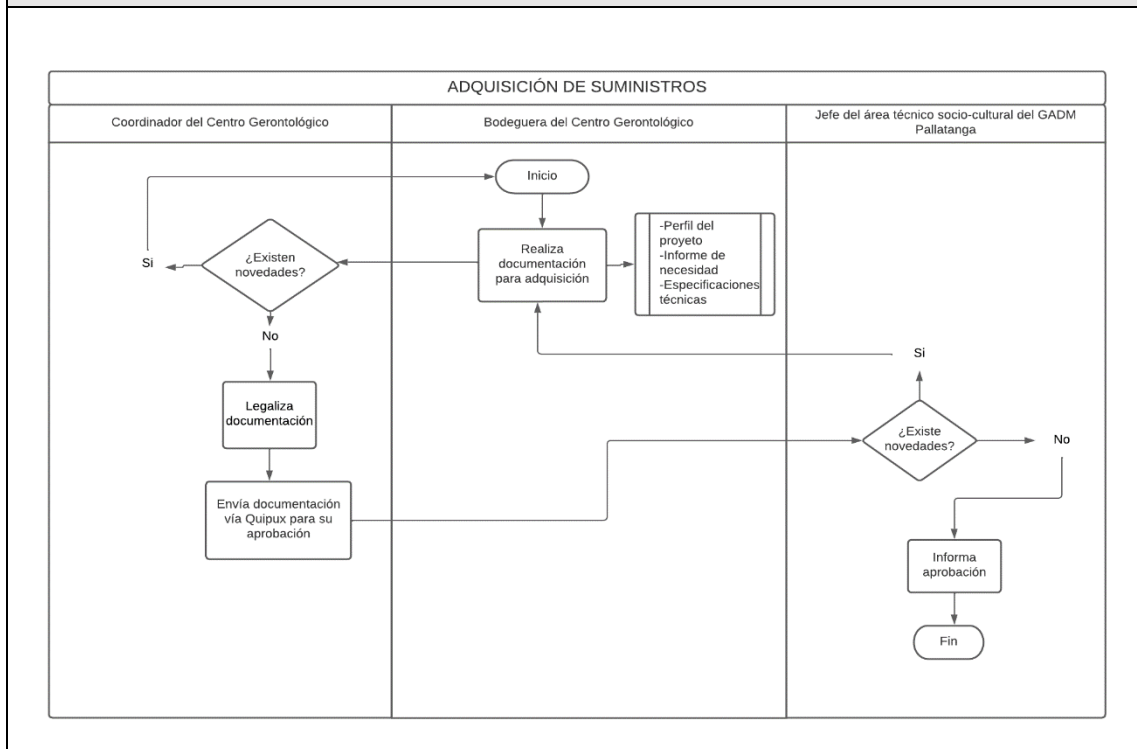 ADQUISICIÓN DE SUMINISTROS
Coordinador del Centro Gerontológico
Bodeguera del Centro Gerontológico
Jefe del área técnico socio-cultural del GADM
Pallatanga
Inicio
Realiza
documentación
para adquisición
-Perfil del
proyeto
-Informe de
necesidad
-Especificaciones
técnicas
¿Existen
novedades?
Si
No
Legaliza
documentación
Envía documentación
vía Quipux para su
aprobación
Si
¿Existe
novedades?
No
Informa
aprobación
Fin